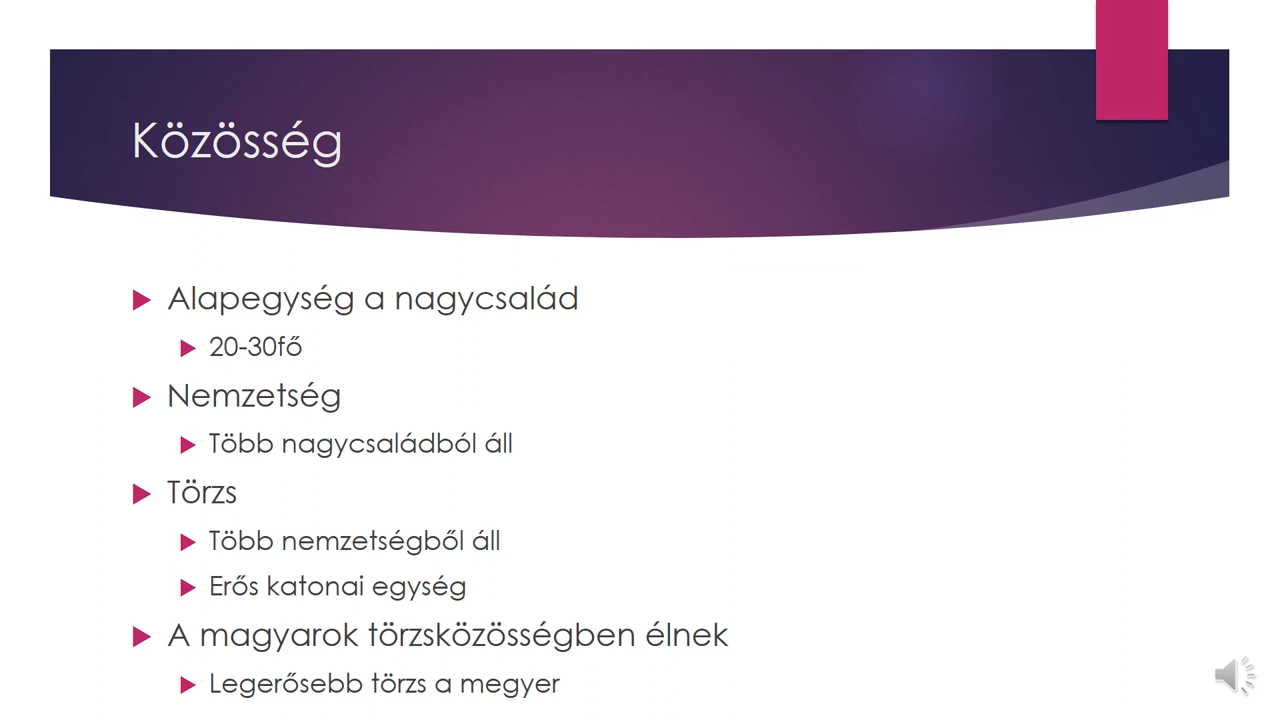 Közösség
Alapegység a nagycsalád
20-30fő
Nemzetség
Több nagycsaládból áll
Törzs
Több nemzetségből áll
Erős katonai egység
A magyarok törzsközösségben élnek
Legerősebb törzs a megyer